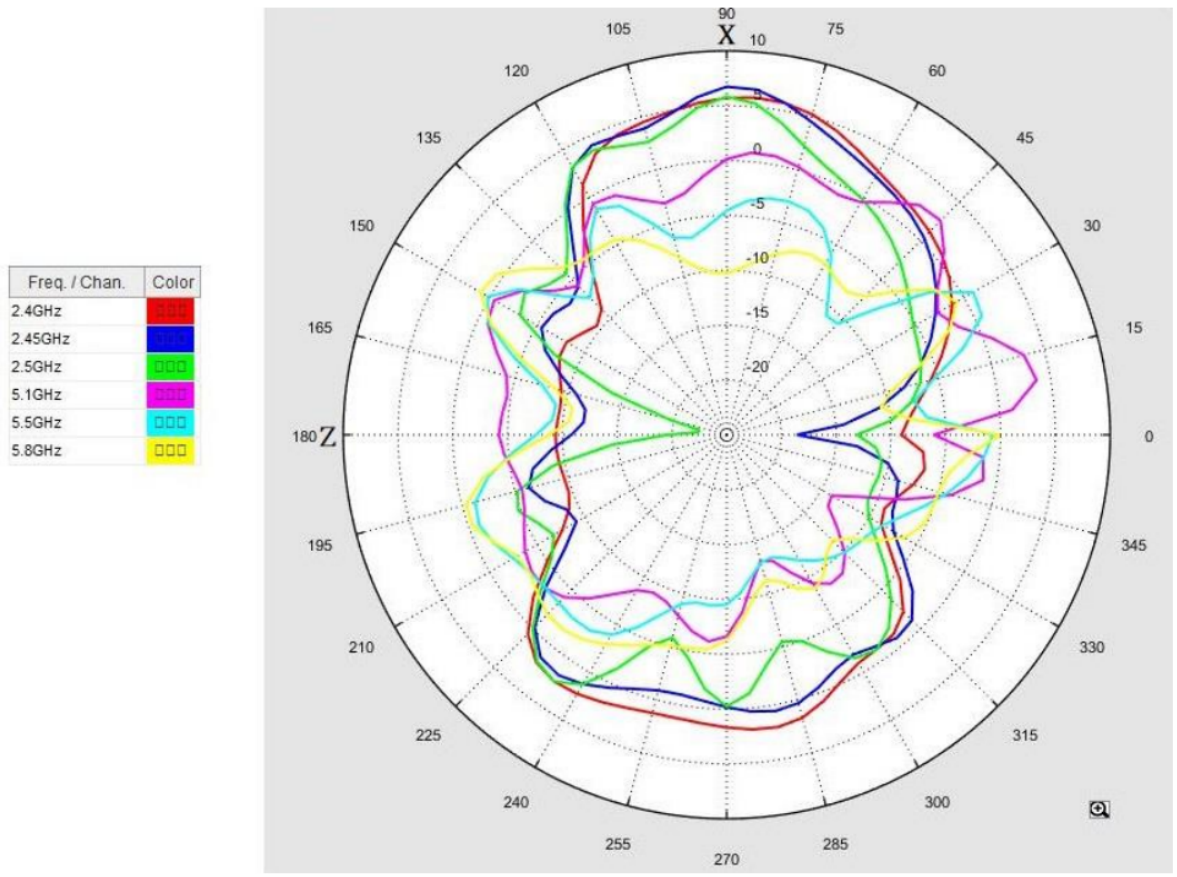 Freq. / Chan. Color
2.4GHz □□□
2.45GHz □□□
2.5GHz □□□
5.1GHz □□□
5.5GHz □□□
5.8GHz □□□
90
X 10
105 75
120 60
5
135 45
0
-5
150 30
-10
165 15
-15
-20
180 Z 0
195 345
210 330
225 315
240 300
255 285
270